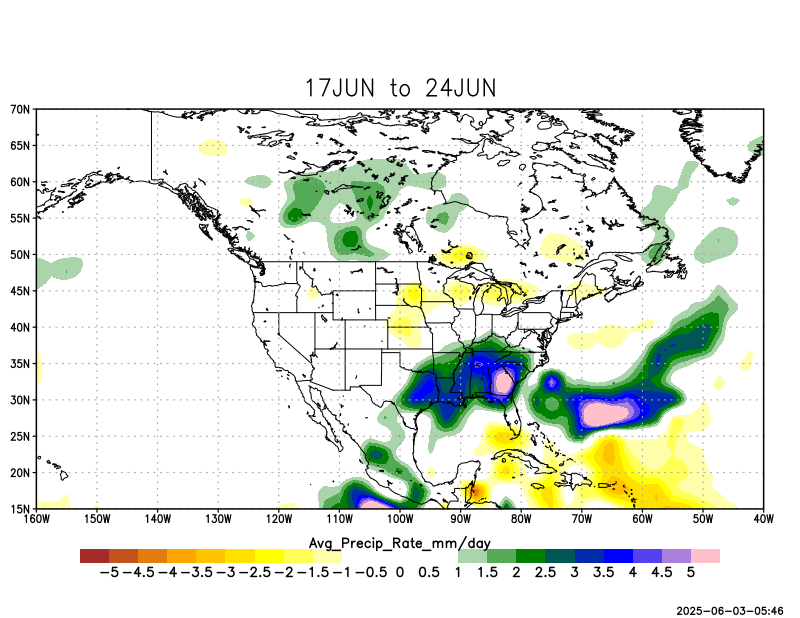 17JUN to 24JUN
70N
65N
60N
55N
50N
45N
40N
35N
30N
25N
20N
15N
160W 150W 140W 130W 120W 110W 100W 90W 80W 70W 60W 50W 40W
Avg_Precip_Rate_mm/day
-5 -4.5 -4 -3.5 -3 -2.5 -2 -1.5 -1 -0.5 0 0.5 1 1.5 2 2.5 3 3.5 4 4.5 5
2025-06-03-05:46